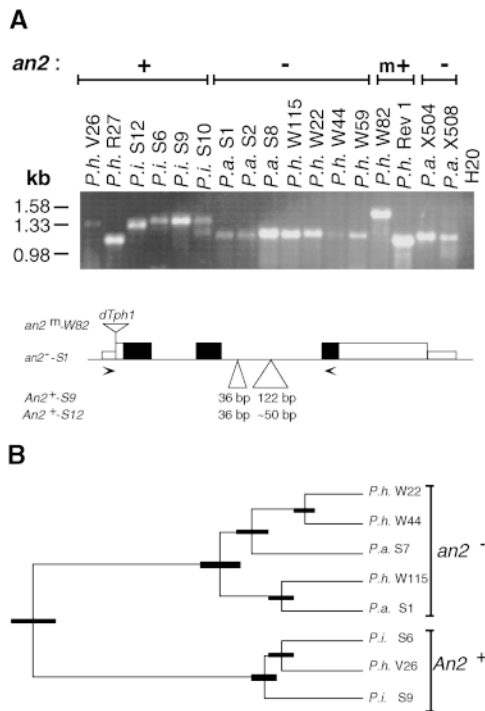 A
an2 : + - m+ -
P.h. V26
P.h. R27
P.i. S12
P.i. S6
P.i. S9
P.i. S10
P.a. S1
P.a. S2
P.a. S8
P.h. W115
P.h. W22
P.h. W44
P.h. W59
P.h. W82
P.h. Rev 1
P.a. X504
P.a. X508
H20
kb
1.58
1.33
0.98
dTph1
an2 m-W82
an2--S1
An2+-S9 36 bp 122 bp
An2+-S12 36 bp ~50 bp
B
P.h. W22
P.h. W44
P.a. S7
P.h. W115
P.a. S1
an2 -
P.i. S6
P.h. V26
P.i. S9
An2 +